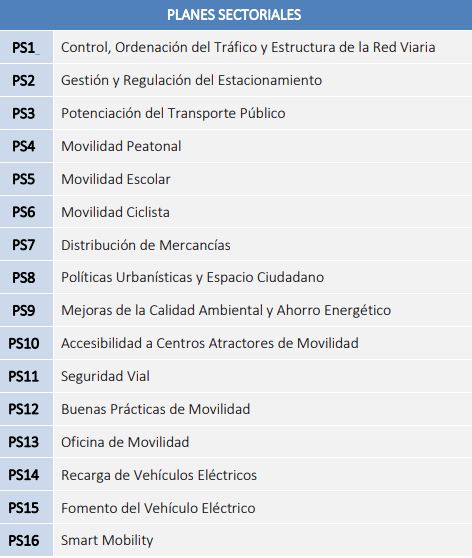 PLANES SECTORIALES
PS1_ Control, Ordenación del Tráfico y Estructura de la Red Viaria
PS2 Gestión y Regulación del Estacionamiento
PS3 Potenciación del Transporte Público
PS4 Movilidad Peatonal
PS5 Movilidad Escolar
PS6 Movilidad Ciclista
PS7 Distribución de Mercancías
PS8 Políticas Urbanísticas y Espacio Ciudadano
PS9 Mejoras de la Calidad Ambiental y Ahorro Energético
PS10 Accesibilidad a Centros Atractores de Movilidad
PS11 Seguridad Vial
PS12 Buenas Prácticas de Movilidad
PS13 Oficina de Movilidad
PS14 Recarga de Vehículos Eléctricos
PS15 Fomento del Vehículo Eléctrico
PS16 Smart Mobility